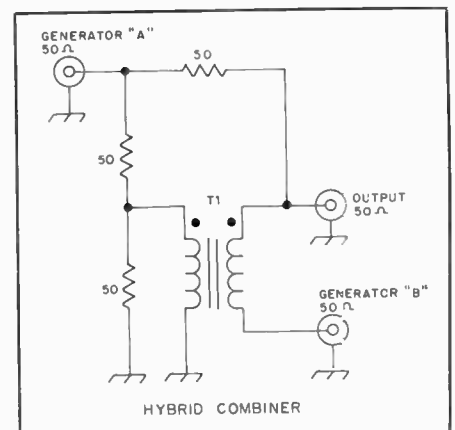 GENERATOR "A"
50Ω
50
50
T1
OUTPUT
50Ω
50
GENERATOR "B"
50Ω
HYBRID COMBINER